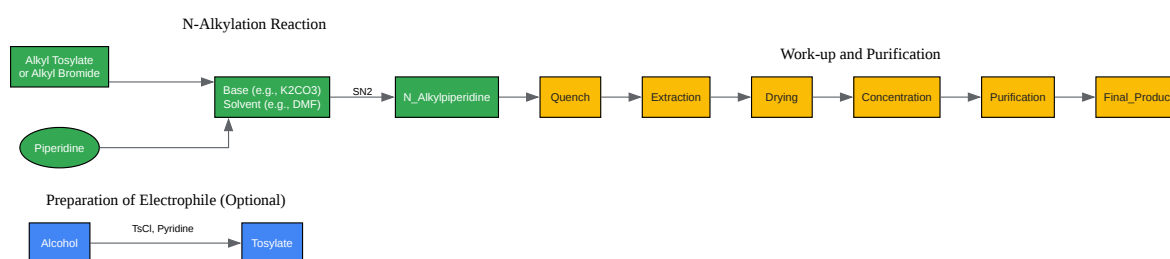 N-Alkylation Reaction
Work-up and Purification
Alkyl Tosylate
or Alkyl Bromide
Base (e.g., K2CO3)
Solvent (e.g., DMF)
SN2
N_Alkylpiperidine
Quench
Extraction
Drying
Concentration
Purification
Final_Product
Piperidine
Preparation of Electrophile (Optional)
Alcohol
TsCl, Pyridine
Tosylate